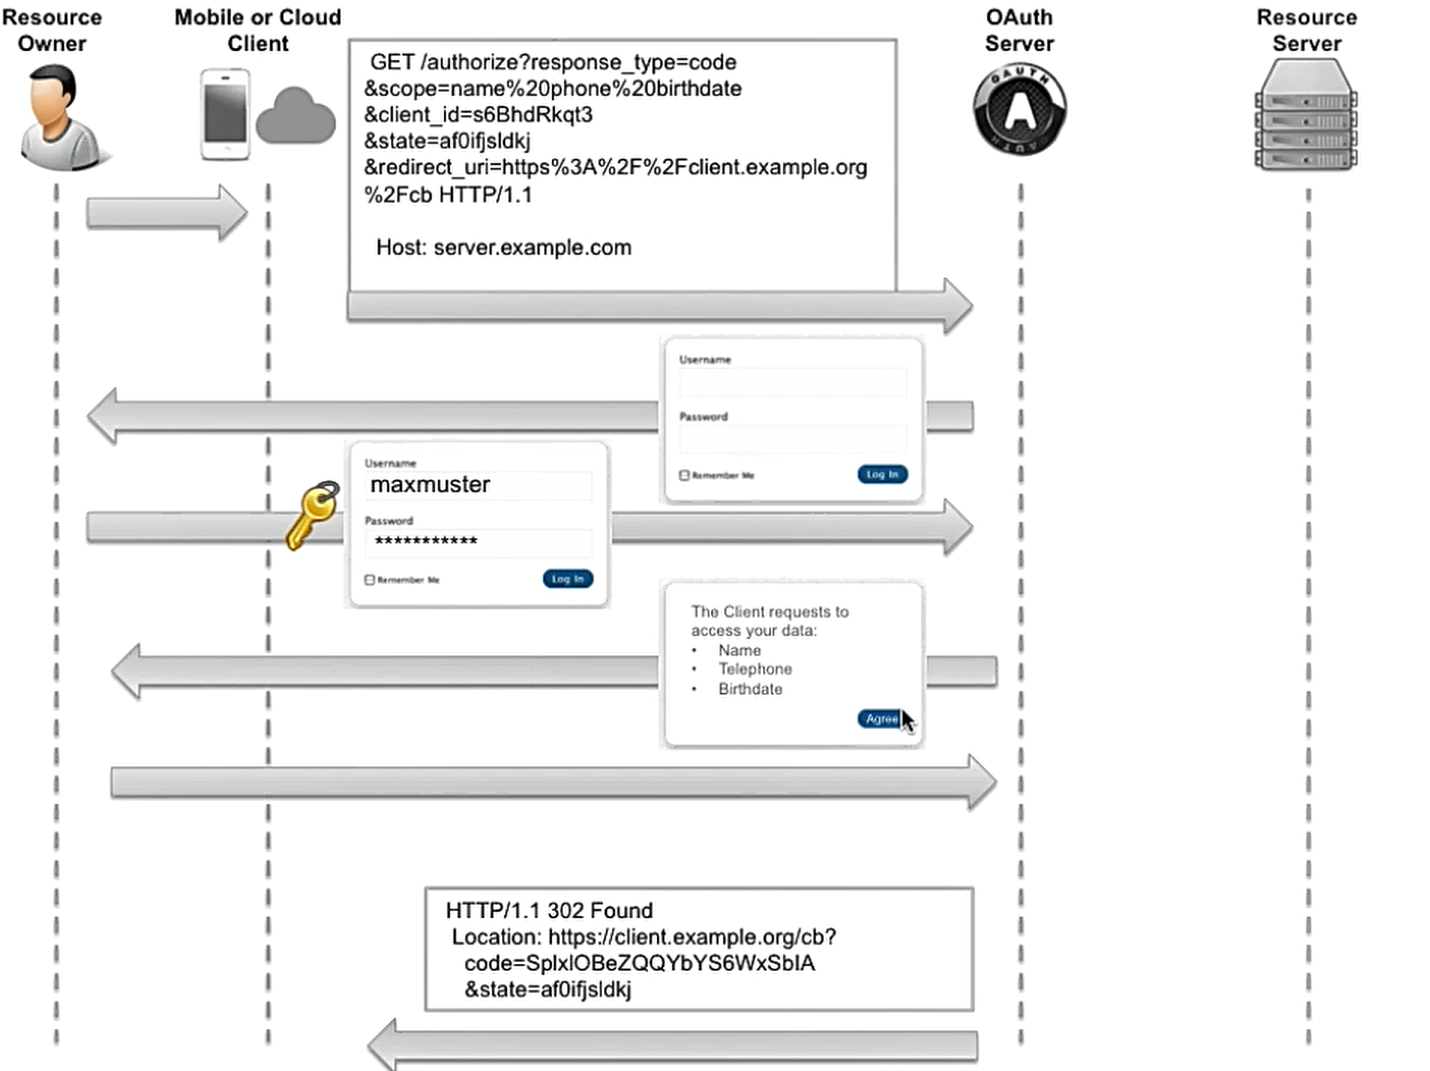 Resource
Owner
Mobile or Cloud
Client
OAuth
Server
Resource
Server
GET /authorize?response_type=code
&scope=name%20phone%20birthdate
&client_id=s6BhdRkqt3
&state=af0ifjsldkj
&redirect_uri=https%3A%2F%2Fclient.example.org
%2Fcb HTTP/1.1
Host: server.example.com
OAUTH
A
AUTH
Username
Password
Remember Me
Log In
Username
maxmuster
Password
***********
Remember Me
Log In
The Client requests to
access your data:
• Name
• Telephone
• Birthdate
Agree
HTTP/1.1 302 Found
Location: https://client.example.org/cb?
code=SplxlOBeZQQYbYS6WxSbIA
&state=af0ifjsldkj